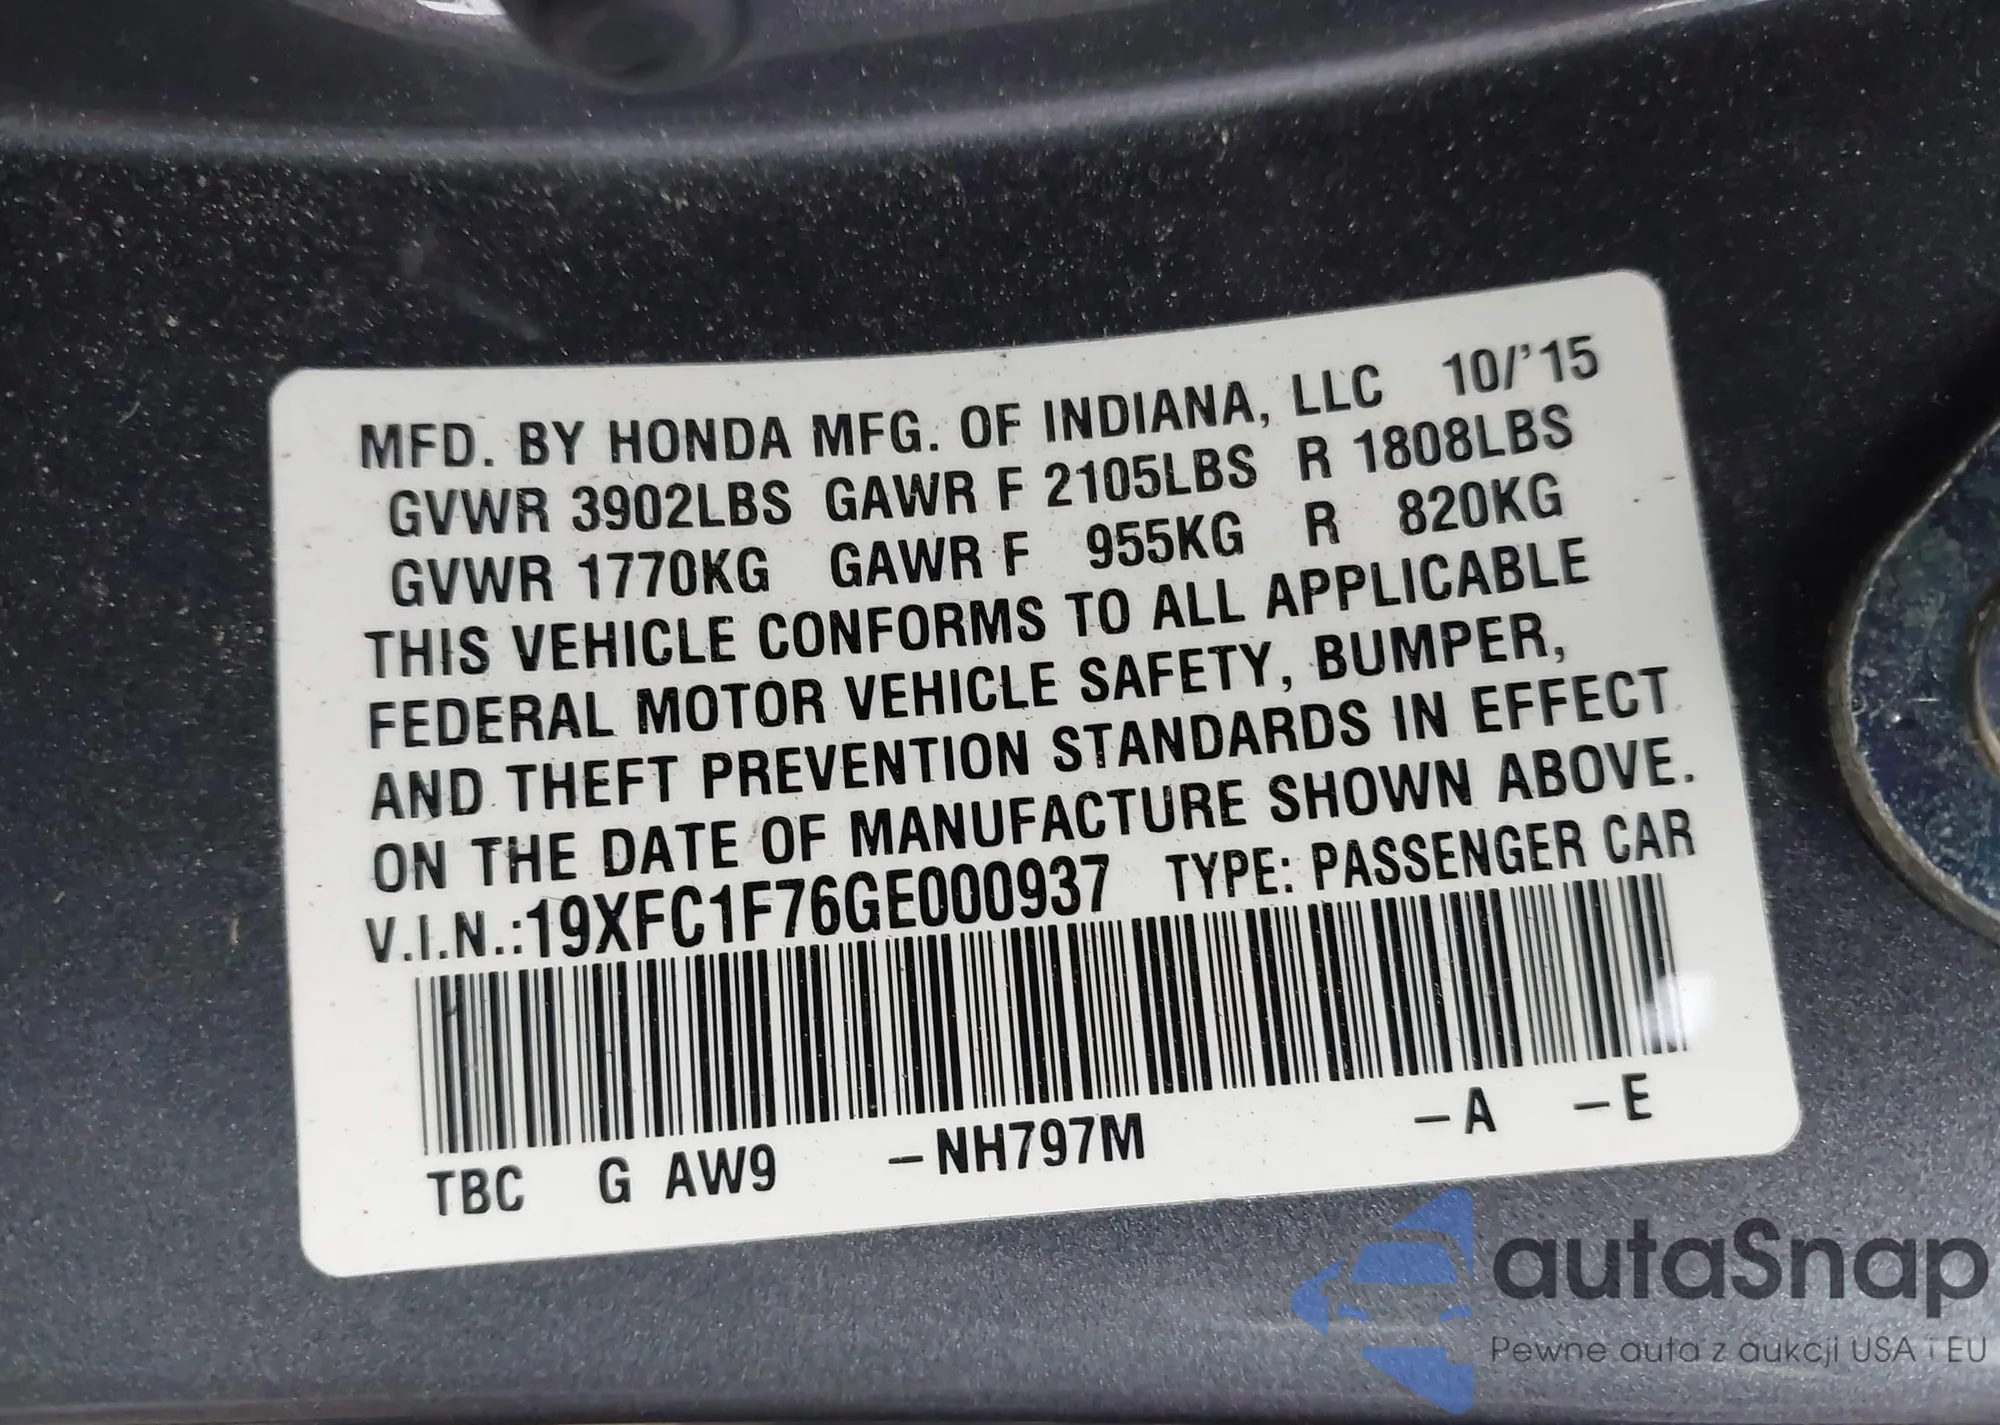 MFD. BY HONDA MFG. OF INDIANA, LLC 10/'15
GVWR 3902LBS GAWR F 2105LBS R 1808LBS
GVWR 1770KG GAWR F 955KG R 820KG
THIS VEHICLE CONFORMS TO ALL APPLICABLE
FEDERAL MOTOR VEHICLE SAFETY, BUMPER,
AND THEFT PREVENTION STANDARDS IN EFFECT
ON THE DATE OF MANUFACTURE SHOWN ABOVE.
V.I.N.:19XFC1F76GE000937 TYPE: PASSENGER CAR
TBC G AW9 –NH797M –A –E
autaSnap
Pewne auta z aukcji USA i EU